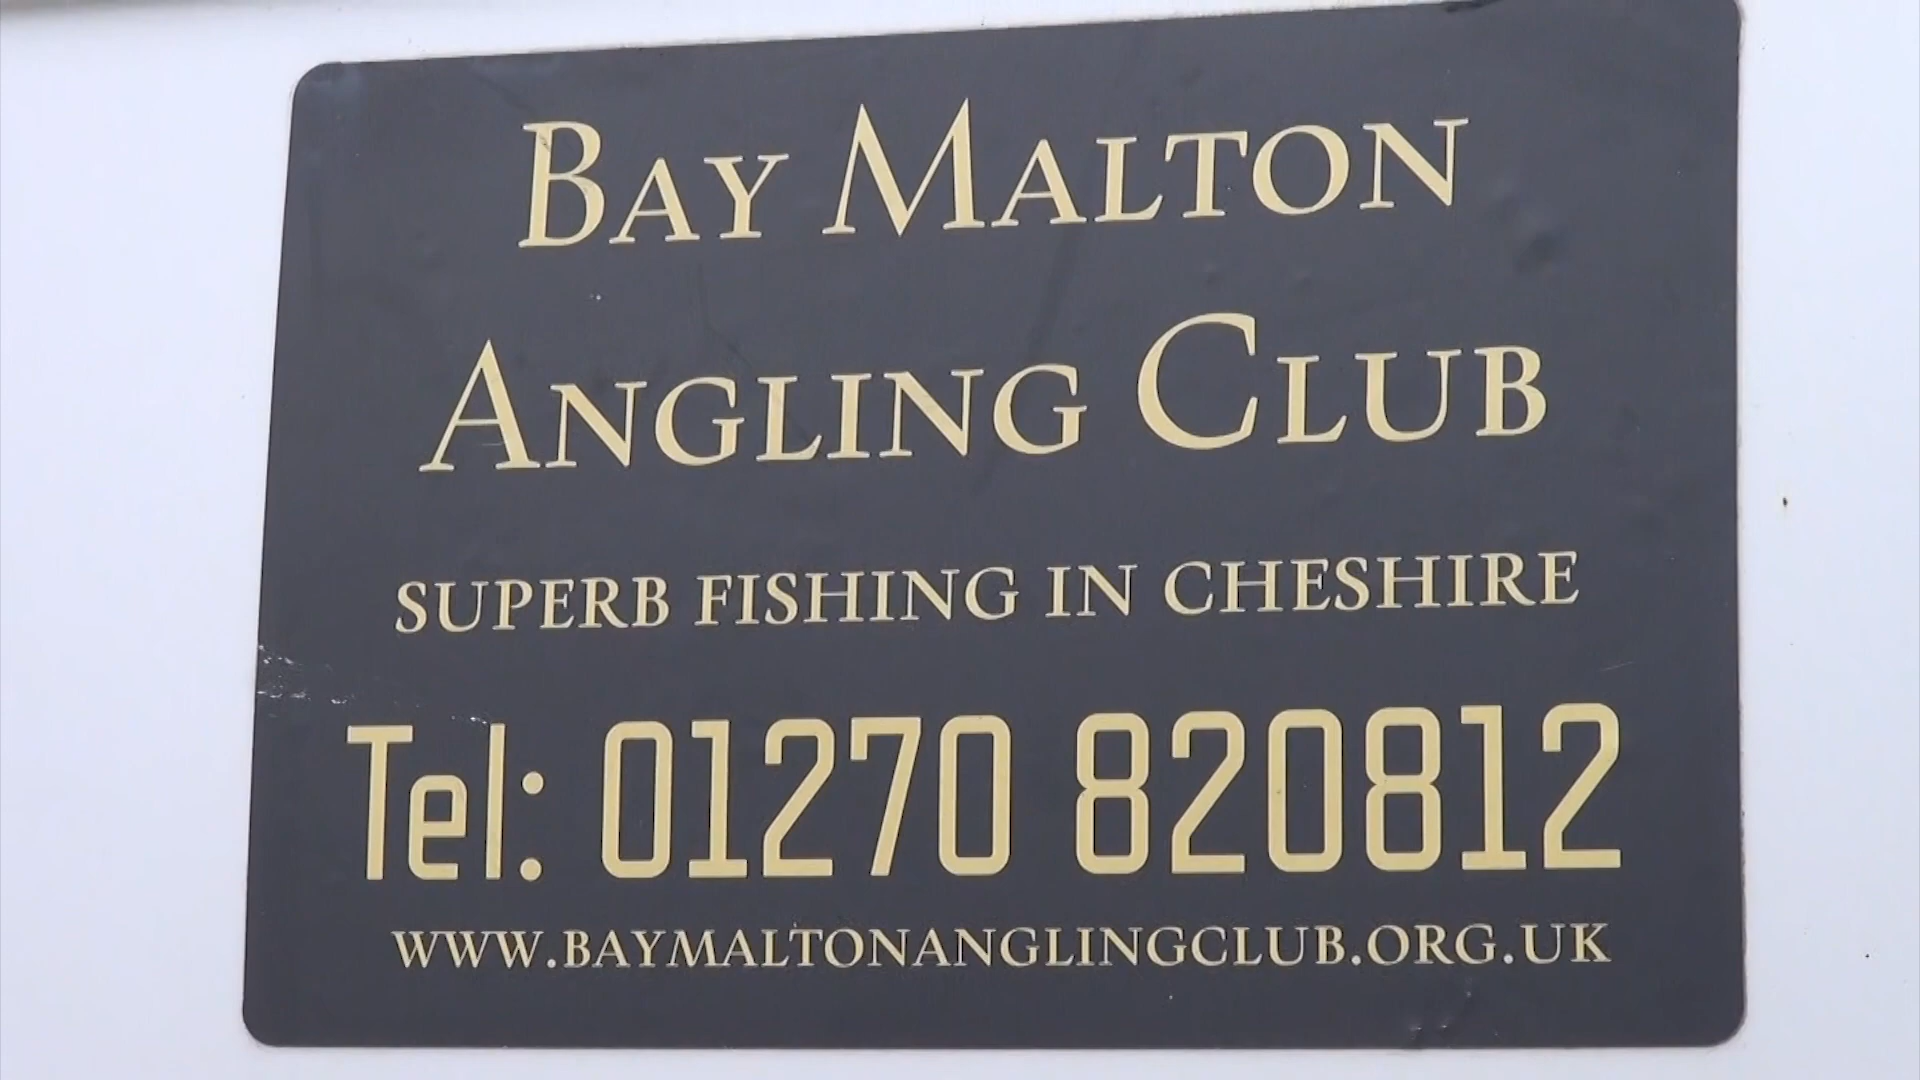 BAY MALTON
ANGLING CLUB
SUPERB FISHING IN CHESHIRE
Tel: 01270 820812
WWW.BAYMALTONANGLINGCLUB.ORG.UK